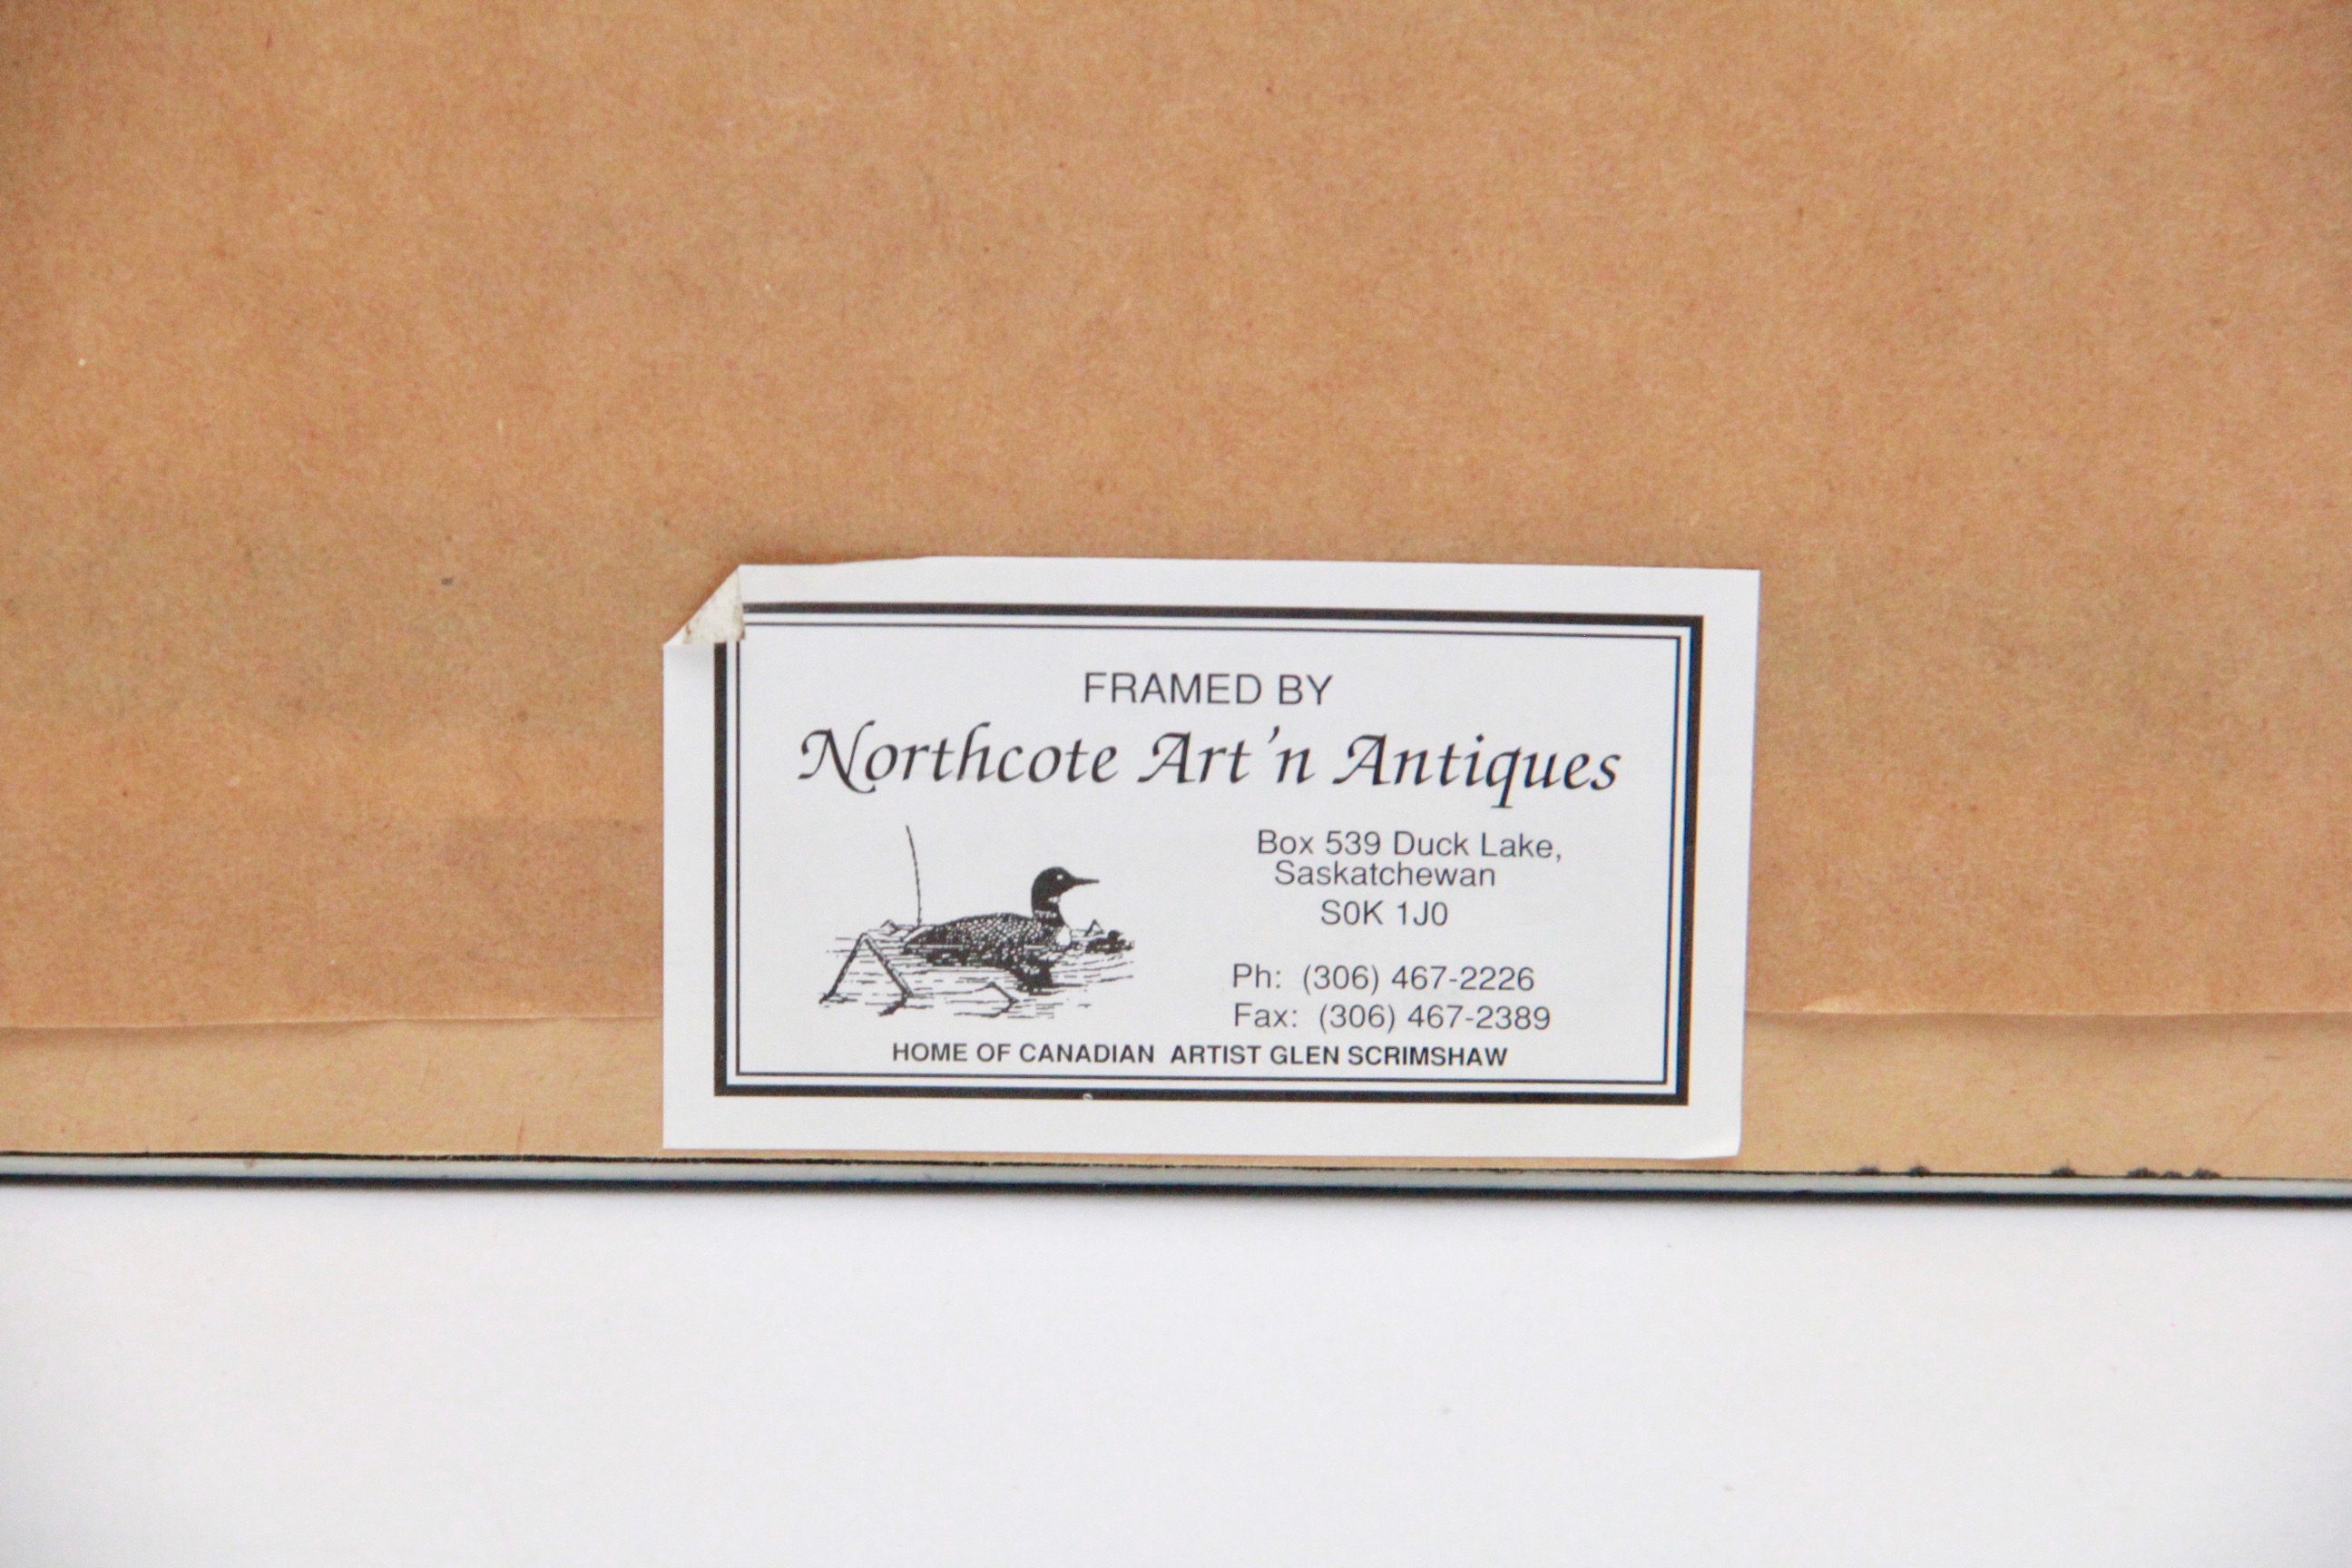 FRAMED BY
Northcote Art'n Antiques
Box 539 Duck Lake,
Saskatchewan
S0K 1J0
Ph: (306) 467-2226
Fax: (306) 467-2389
HOME OF CANADIAN ARTIST GLEN SCRIMSHAW